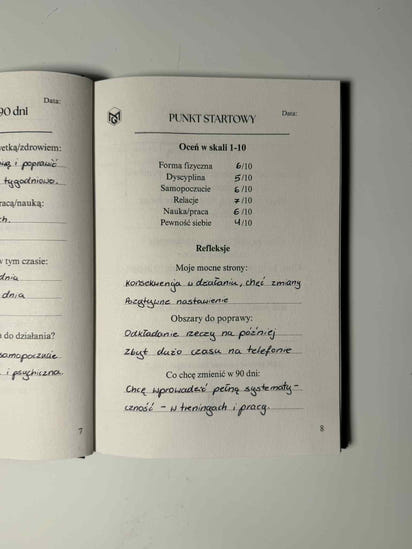 90 dni
Data:
wetką/zdrowiem:
i poprawić
tygodniowo.
racą/nauką:
w tym czasie:
dnia
dnia
a do działania?
samopoczucie
i psychiczna.
7
PUNKT STARTOWY
Data:
Oceń w skali 1-10
Forma fizyczna 6/10
Dyscyplina 5/10
Samopoczucie 6/10
Relacje 7/10
Nauka/praca 6/10
Pewność siebie 4/10
Refleksje
Moje mocne strony:
Konsekwencja w działaniu, chęć zmiany
Pozytywne nastawienie
Obszary do poprawy:
Odkładanie rzeczy na później
Zbyt dużo czasu na telefonie
Co chcę zmienić w 90 dni:
Chcę wprowadzić pełną systematy-
czność - w treningach i pracy.
8